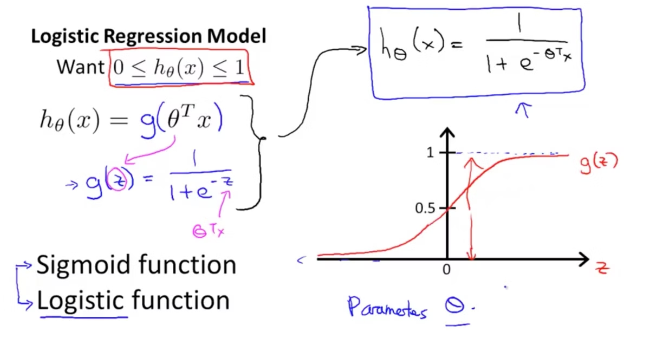 Logistic Regression Model
Want 0 ≤ hθ(x) ≤ 1
hθ(x) = g(θᵀx)
→ g(z) = 1 / (1 + e^-z)
θᵀx
Sigmoid function
Logistic function
hθ(x) = 1 / (1 + e^-θᵀx)
1
g(z)
0.5
0
z
Parameters θ.